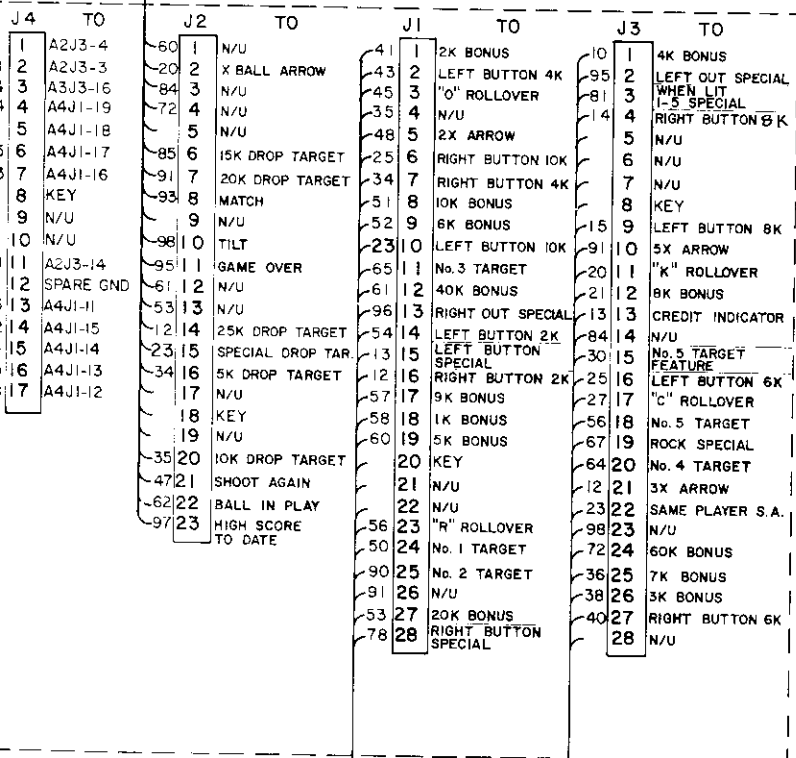 J4 TO
1 A2J3-4
2 A2J3-3
3 A3J3-16
4 A4J1-19
5 A4J1-18
6 A4J1-17
7 A4J1-16
8 KEY
9 N/U
10 N/U
11 A2J3-14
12 SPARE GND
13 A4J1-11
14 A4J1-15
15 A4J1-14
16 A4J1-13
17 A4J1-12
J2 TO
60 1 N/U
20 2 X BALL ARROW
84 3 N/U
72 4 N/U
5 N/U
85 6 15K DROP TARGET
91 7 20K DROP TARGET
93 8 MATCH
9 N/U
98 10 TILT
95 11 GAME OVER
61 12 N/U
53 13 N/U
12 14 25K DROP TARGET
23 15 SPECIAL DROP TAR.
34 16 5K DROP TARGET
17 N/U
18 KEY
19 N/U
35 20 10K DROP TARGET
47 21 SHOOT AGAIN
62 22 BALL IN PLAY
97 23 HIGH SCORE
TO DATE
J1 TO
41 1 2K BONUS
43 2 LEFT BUTTON 4K
45 3 "O" ROLLOVER
35 4 N/U
48 5 2X ARROW
25 6 RIGHT BUTTON 10K
34 7 RIGHT BUTTON 4K
51 8 10K BONUS
52 9 6K BONUS
23 10 LEFT BUTTON 10K
65 11 No. 3 TARGET
61 12 40K BONUS
96 13 RIGHT OUT SPECIAL
54 14 LEFT BUTTON 2K
13 15 LEFT BUTTON
SPECIAL
12 16 RIGHT BUTTON 2K
57 17 9K BONUS
58 18 1K BONUS
60 19 5K BONUS
20 KEY
21 N/U
22 N/U
56 23 "R" ROLLOVER
50 24 No. 1 TARGET
90 25 No. 2 TARGET
91 26 N/U
53 27 20K BONUS
78 28 RIGHT BUTTON
SPECIAL
J3 TO
10 1 4K BONUS
95 2 LEFT OUT SPECIAL
81 3 WHEN LIT
1-5 SPECIAL
14 4 RIGHT BUTTON 8K
5 N/U
6 N/U
7 N/U
8 KEY
15 9 LEFT BUTTON 8K
91 10 5X ARROW
20 11 "K" ROLLOVER
21 12 8K BONUS
13 13 CREDIT INDICATOR
84 14 N/U
30 15 No. 5 TARGET
FEATURE
25 16 LEFT BUTTON 6K
27 17 "C" ROLLOVER
56 18 No. 5 TARGET
67 19 ROCK SPECIAL
64 20 No. 4 TARGET
12 21 3X ARROW
23 22 SAME PLAYER S.A.
98 23 N/U
72 24 60K BONUS
36 25 7K BONUS
38 26 3K BONUS
40 27 RIGHT BUTTON 6K
28 N/U